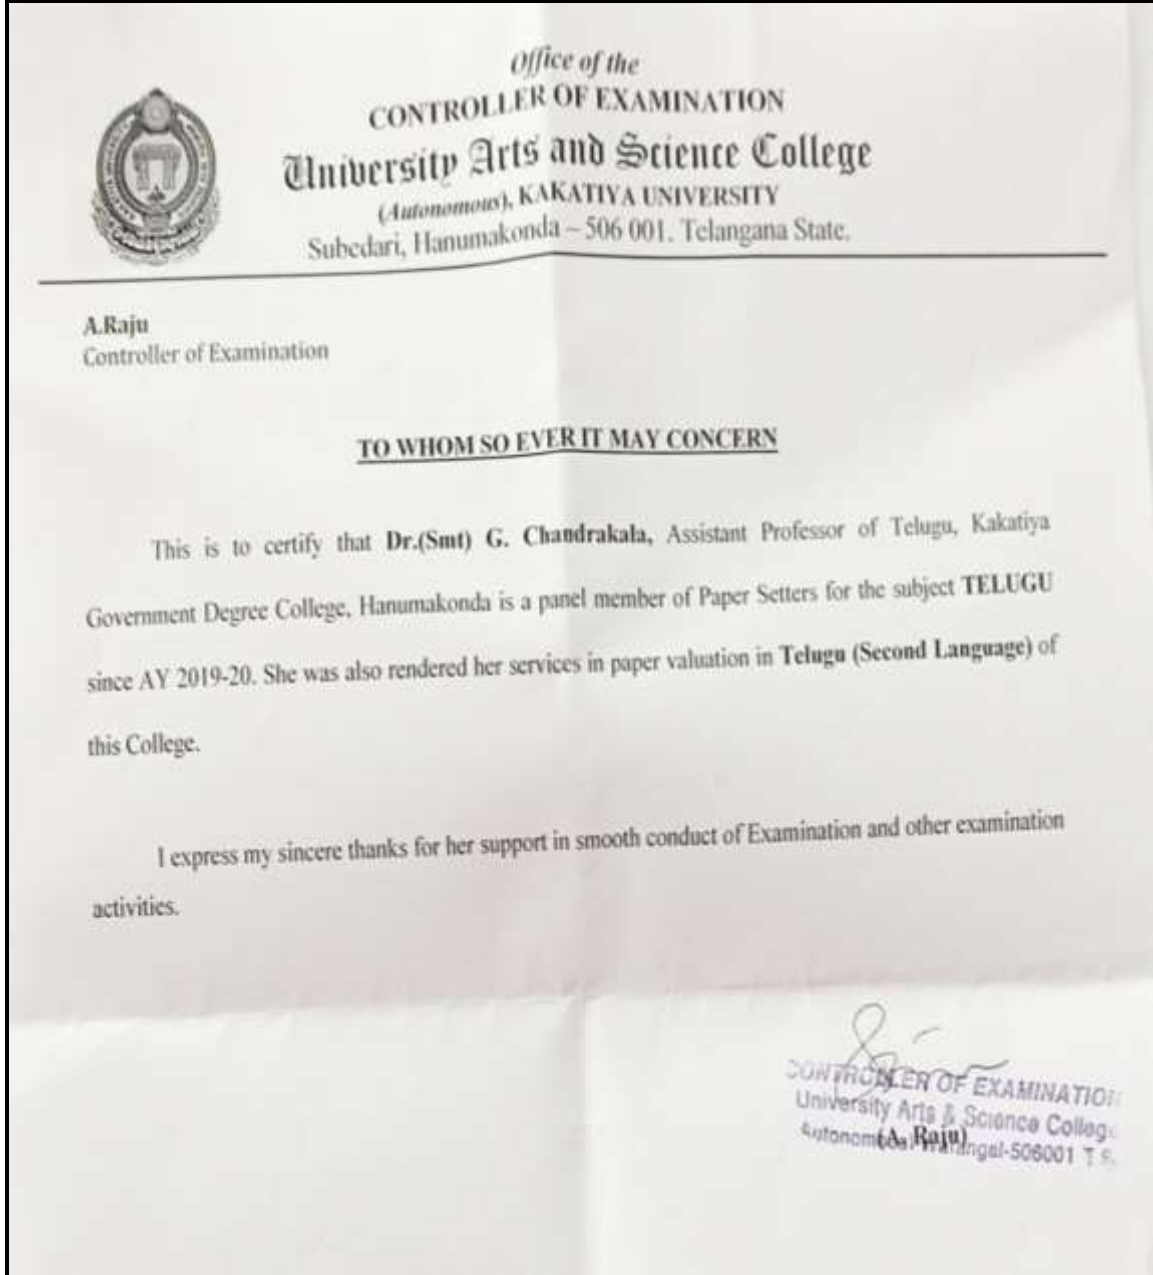 Office of the
CONTROLLER OF EXAMINATION
University Arts and Science College
(Autonomous), KAKATIYA UNIVERSITY
Subedari, Hanumakonda – 506 001. Telangana State.
A.Raju
Controller of Examination
TO WHOM SO EVER IT MAY CONCERN
This is to certify that Dr.(Smt) G. Chandrakala, Assistant Professor of Telugu, Kakatiya
Government Degree College, Hanumakonda is a panel member of Paper Setters for the subject TELUGU
since AY 2019-20. She was also rendered her services in paper valuation in Telugu (Second Language) of
this College.
I express my sincere thanks for her support in smooth conduct of Examination and other examination
activities.
CONTROLLER OF EXAMINATION
University Arts & Science College
(A. Raju)
506001 T.S.